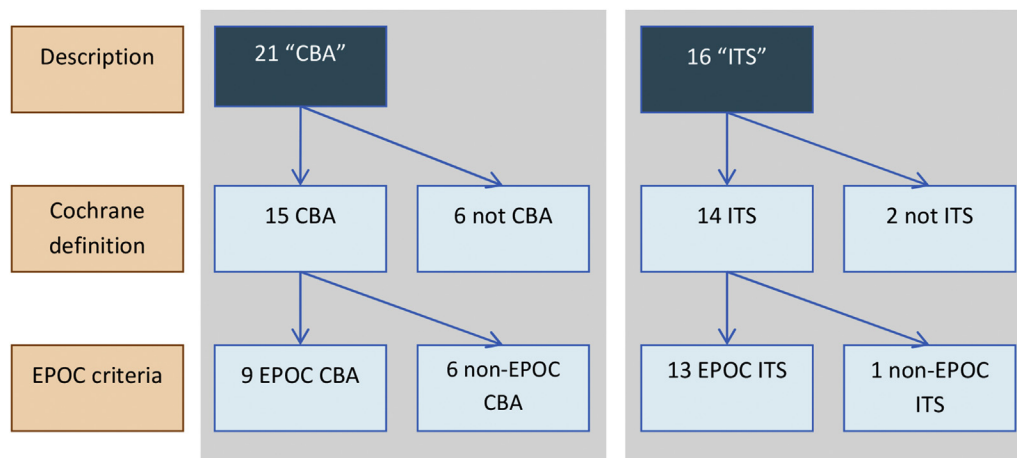 Description
21 “CBA”
16 “ITS”
Cochrane
definition
15 CBA
6 not CBA
14 ITS
2 not ITS
EPOC criteria
9 EPOC CBA
6 non-EPOC
CBA
13 EPOC ITS
1 non-EPOC
ITS